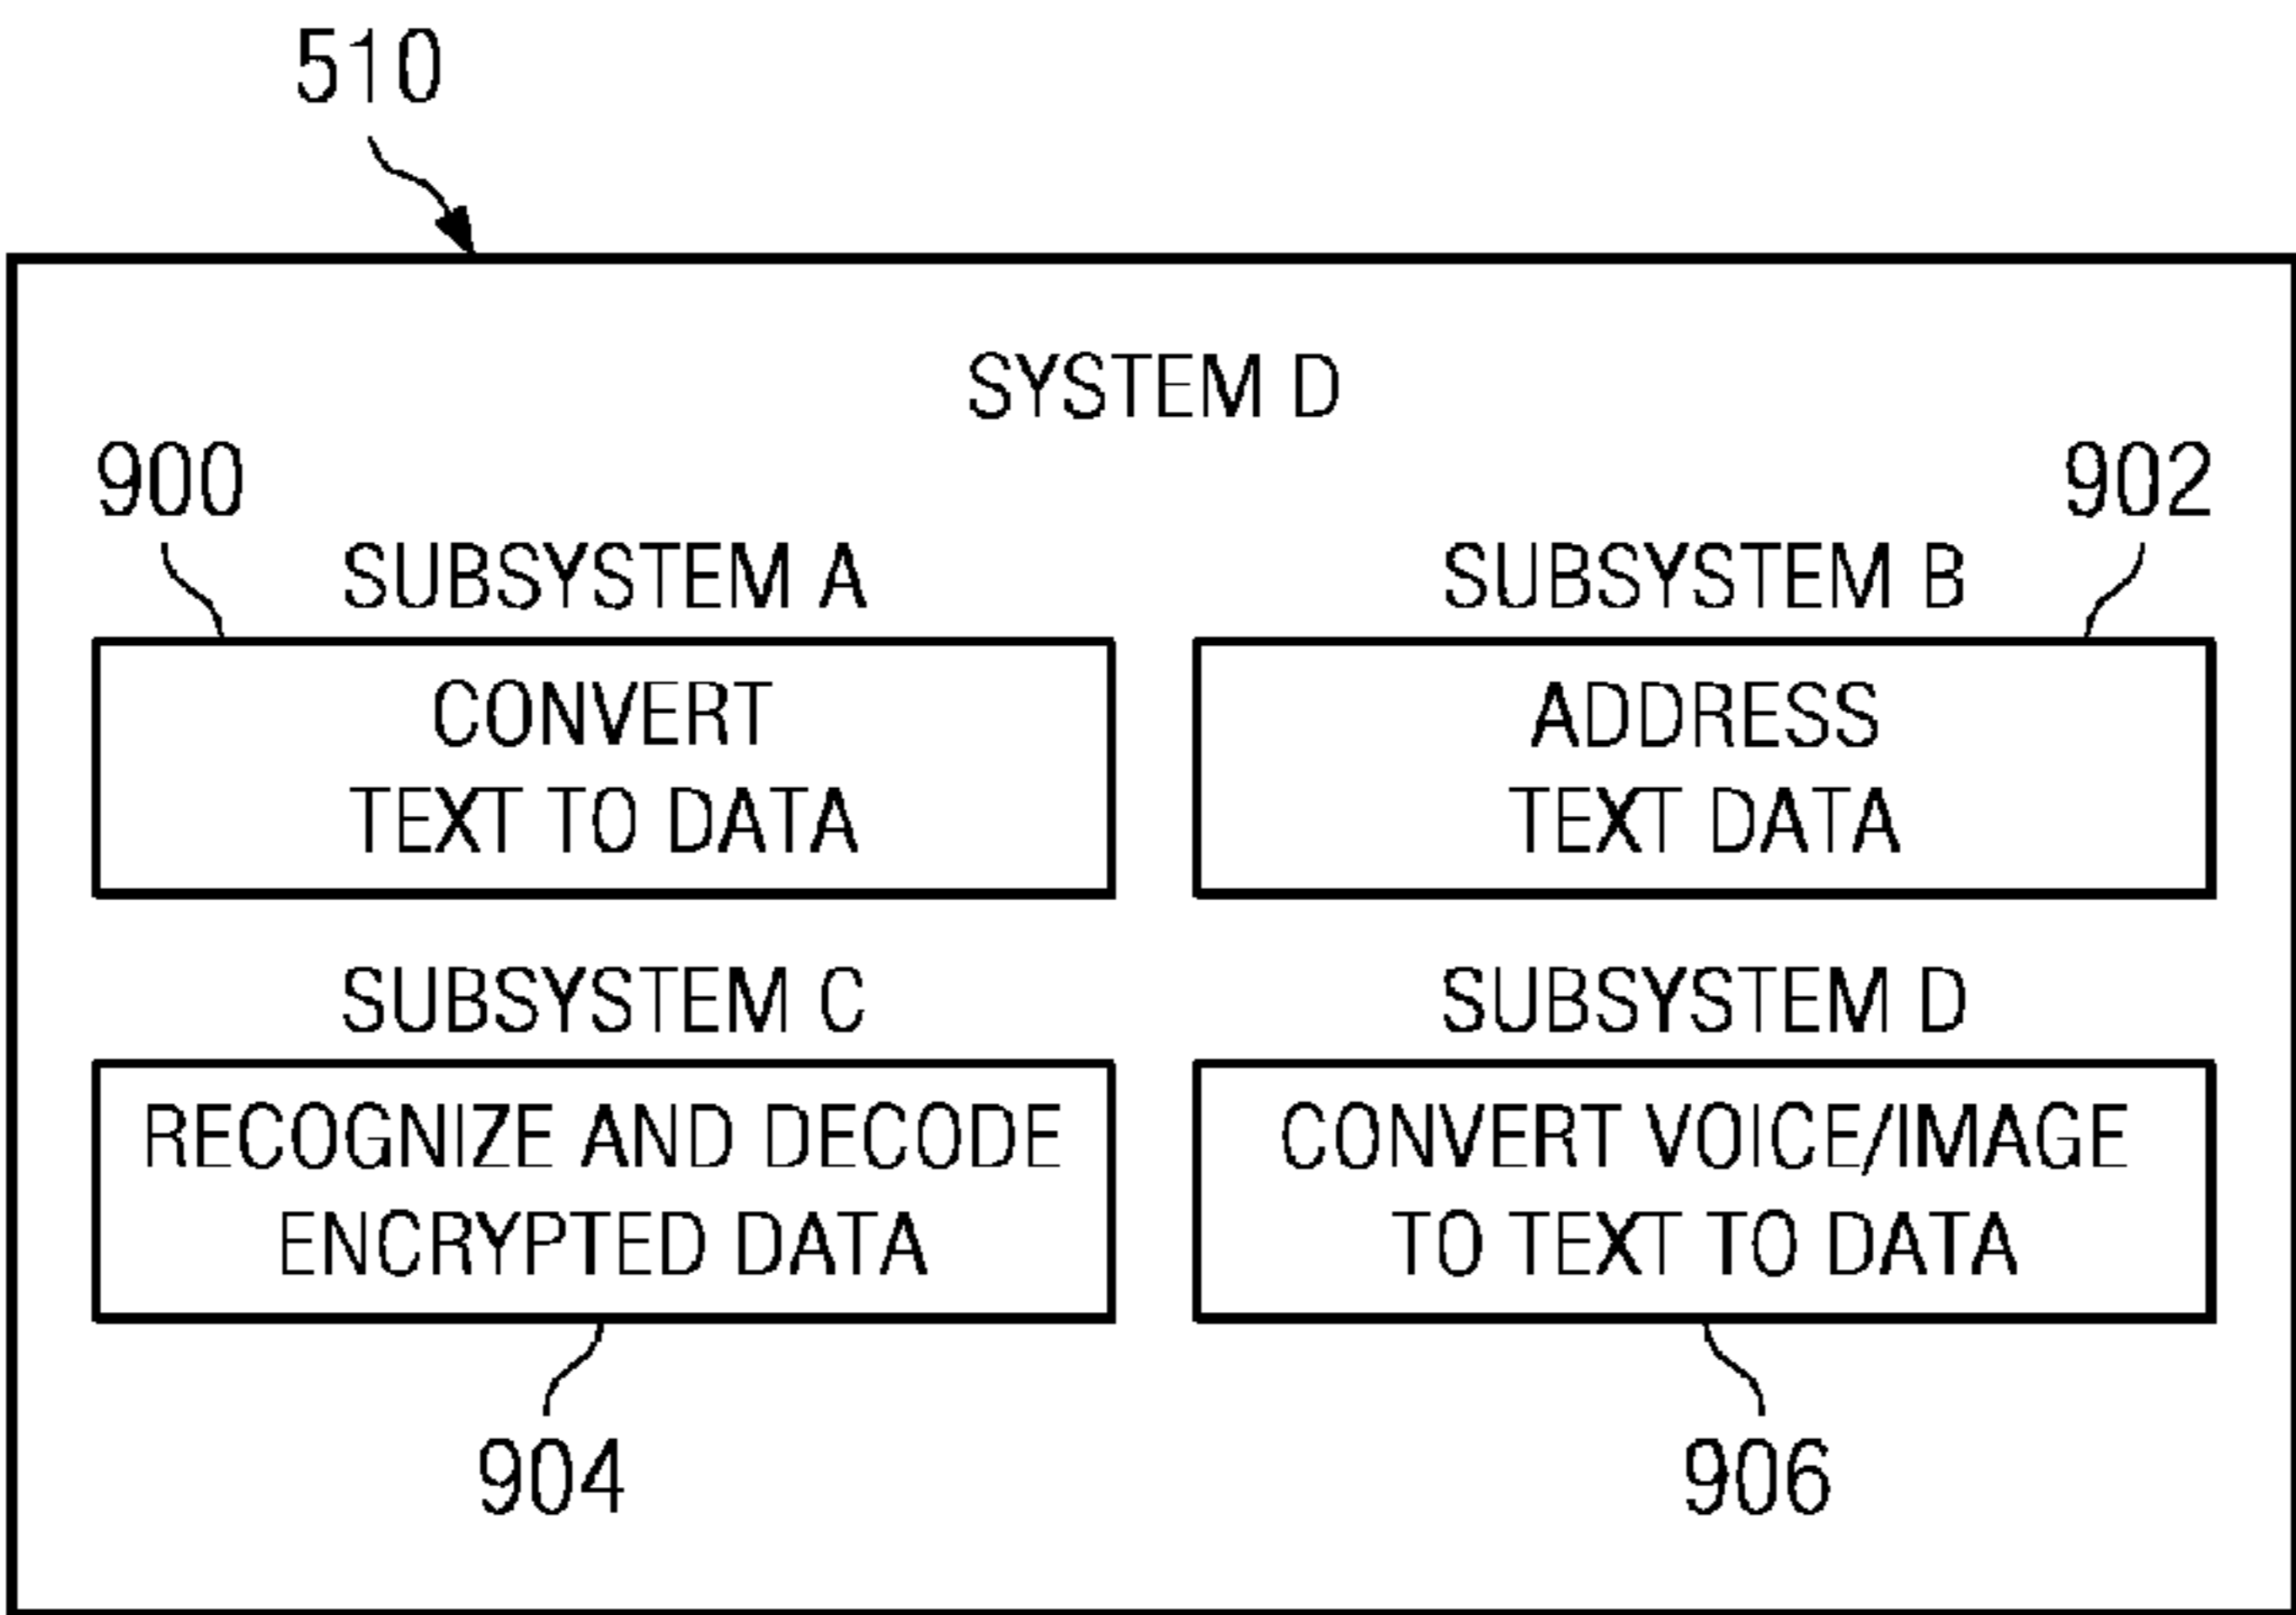 510
SYSTEM D
900
902
SUBSYSTEM A
SUBSYSTEM B
CONVERT
TEXT TO DATA
ADDRESS
TEXT DATA
SUBSYSTEM C
SUBSYSTEM D
RECOGNIZE AND DECODE
ENCRYPTED DATA
CONVERT VOICE/IMAGE
TO TEXT TO DATA
904
906